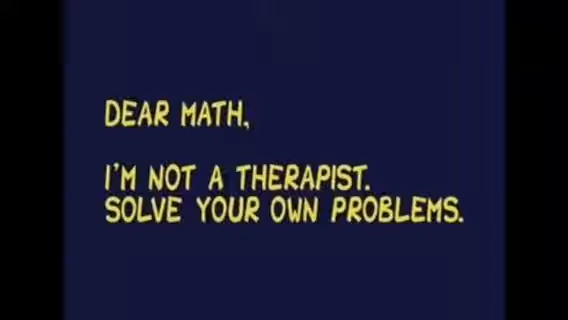 DEAR MATH,
I'M NOT A THERAPIST.
SOLVE YOUR OWN PROBLEMS.